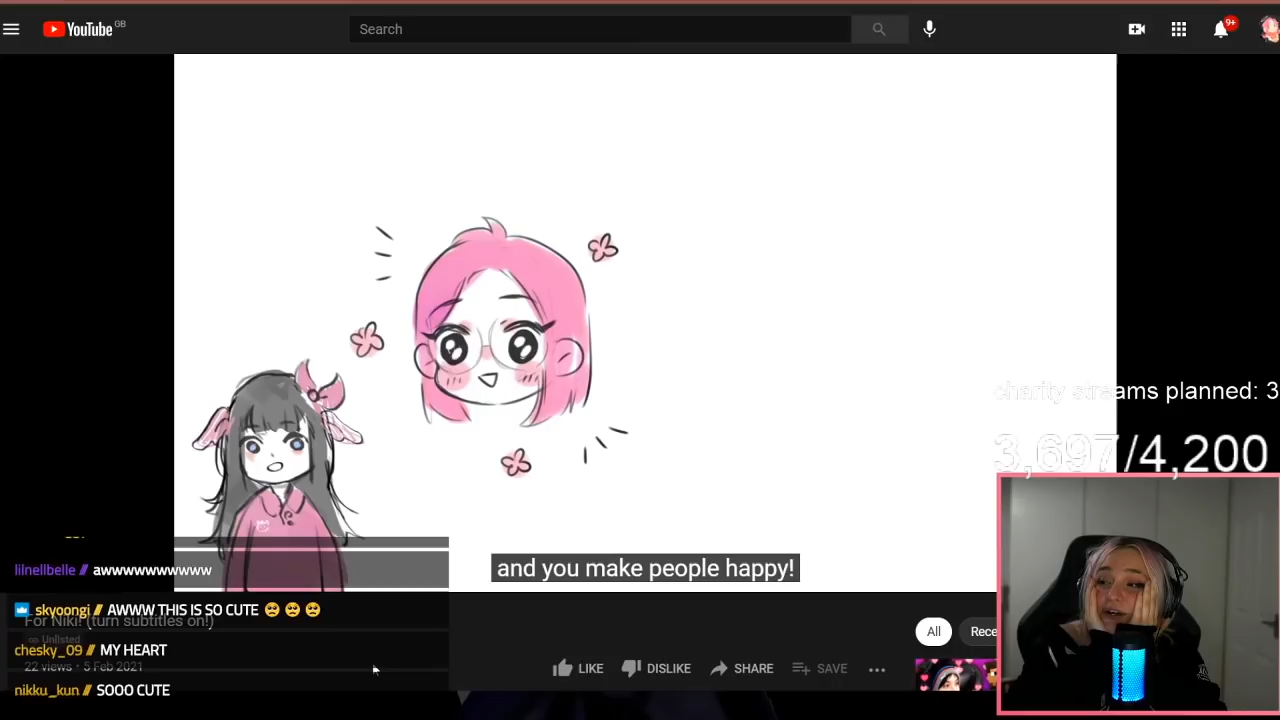 YouTube GB
Search
9+
charity streams planned: 3
3,697/4,200
and you make people happy!
lilnellbelle // awwwwwwwwww
skyoongi // AWWW THIS IS SO CUTE 🥺 🥺 🥺
For Niki! (turn subtitles on!)
Unlisted
chesky_09 // MY HEART
22 views • 5 Feb 2021
nikku_kun // SOOO CUTE
LIKE DISLIKE SHARE SAVE
All Rece